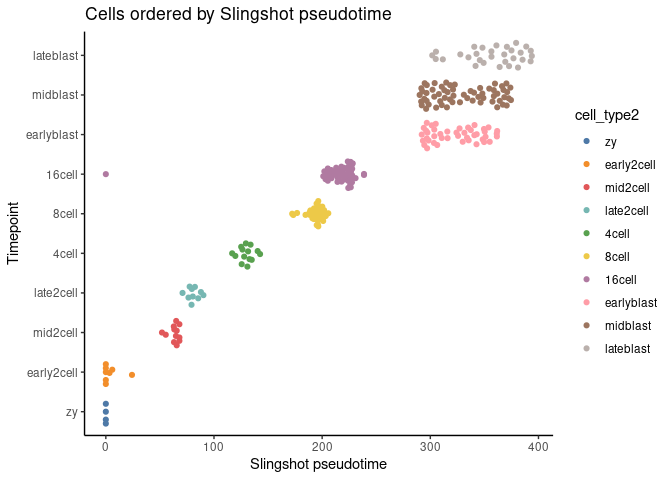 Cells ordered by Slingshot pseudotime
Timepoint
lateblast
midblast
earlyblast
16cell
8cell
4cell
late2cell
mid2cell
early2cell
zy
0 100 200 300 400
Slingshot pseudotime
cell_type2
zy
early2cell
mid2cell
late2cell
4cell
8cell
16cell
earlyblast
midblast
lateblast